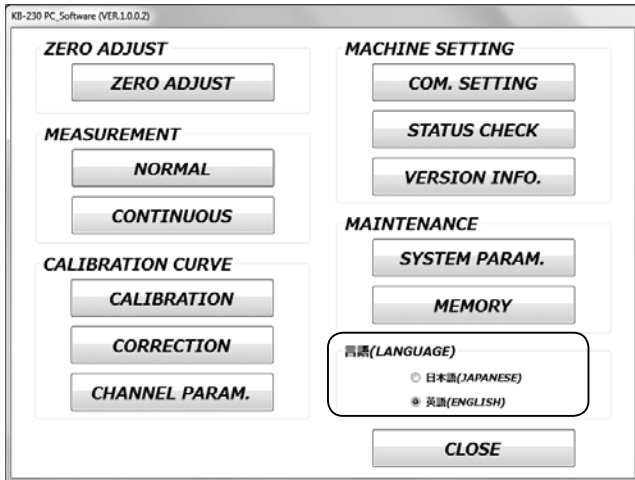 KB-230 PC_Software (VER.1.0.0.2)
ZERO ADJUST
ZERO ADJUST
MEASUREMENT
NORMAL
CONTINUOUS
CALIBRATION CURVE
CALIBRATION
CORRECTION
CHANNEL PARAM.
MACHINE SETTING
COM. SETTING
STATUS CHECK
VERSION INFO.
MAINTENANCE
SYSTEM PARAM.
MEMORY
言語(LANGUAGE)
日本語(JAPANESE)
英語(ENGLISH)
CLOSE